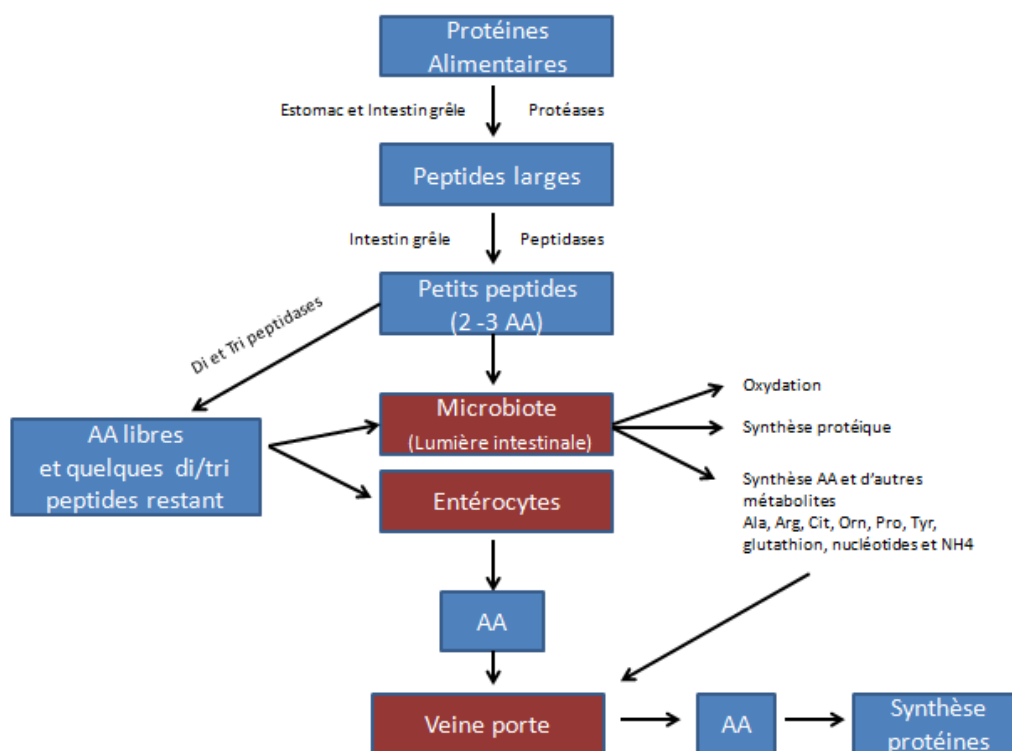 Protéines
Alimentaires
Estomac et Intestin grêle
Protéases
Peptides larges
Intestin grêle
Peptidases
Petits peptides
(2 -3 AA)
Di et Tri peptidases
Microbiote
(Lumière intestinale)
Oxydation
Synthèse protéique
AA libres
et quelques di/tri
peptides restant
Entérocytes
Synthèse AA et d'autres
métabolites
Ala, Arg, Cit, Orn, Pro, Tyr,
glutathion, nucléotides et NH4
AA
Veine porte
AA
Synthèse
protéines